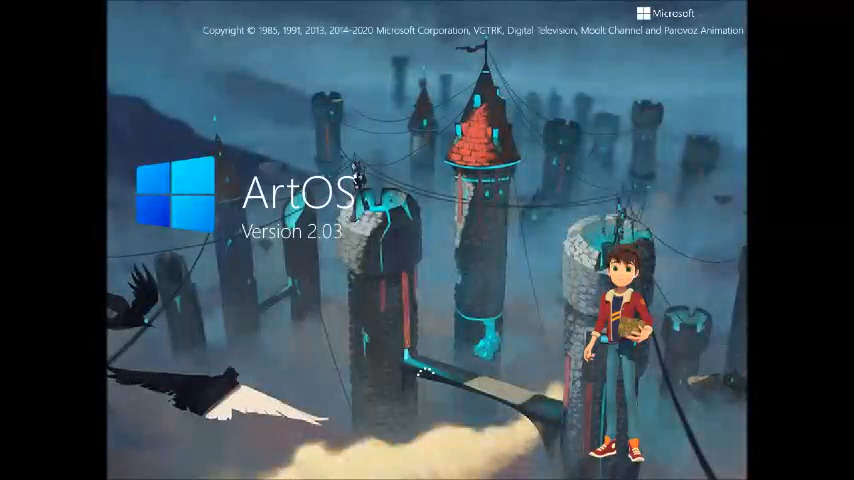 Microsoft
Copyright © 1985, 1991, 2013, 2014-2020 Microsoft Corporation, VGTRK, Digital Television, Moolt Channel and Parovoz Animation
ArtOS
Version 2.03